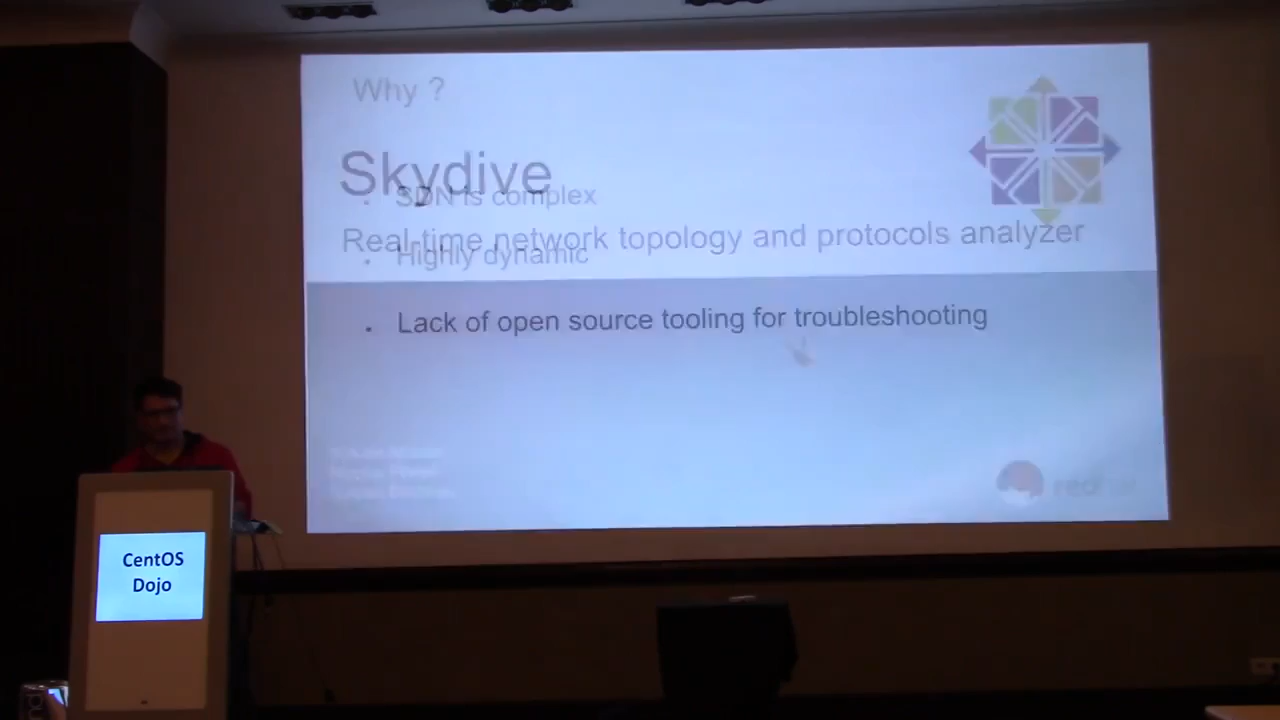 Why ?
Skydive
• SDN is complex
Real-time network topology and protocols analyzer
• Highly dynamic
• Lack of open source tooling for troubleshooting
redhat
CentOS
Dojo